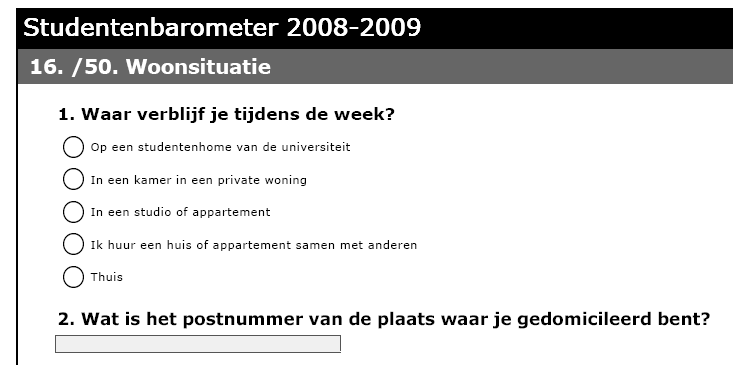 Studentenbarometer 2008-2009
16. /50. Woonsituatie
1. Waar verblijf je tijdens de week?
Op een studentenhome van de universiteit
In een kamer in een private woning
In een studio of appartement
Ik huur een huis of appartement samen met anderen
Thuis
2. Wat is het postnummer van de plaats waar je gedomicileerd bent?